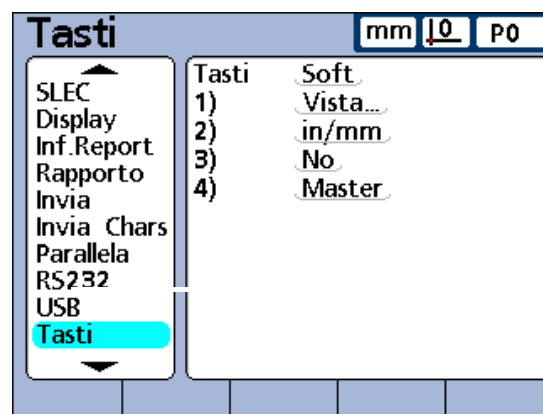 Tasti
mm 0 P0
SLEC
Display
Inf.Report
Rapporto
Invia
Invia Chars
Parallela
RS232
USB
Tasti
Tasti Soft
1) Vista...
2) in/mm
3) No
4) Master